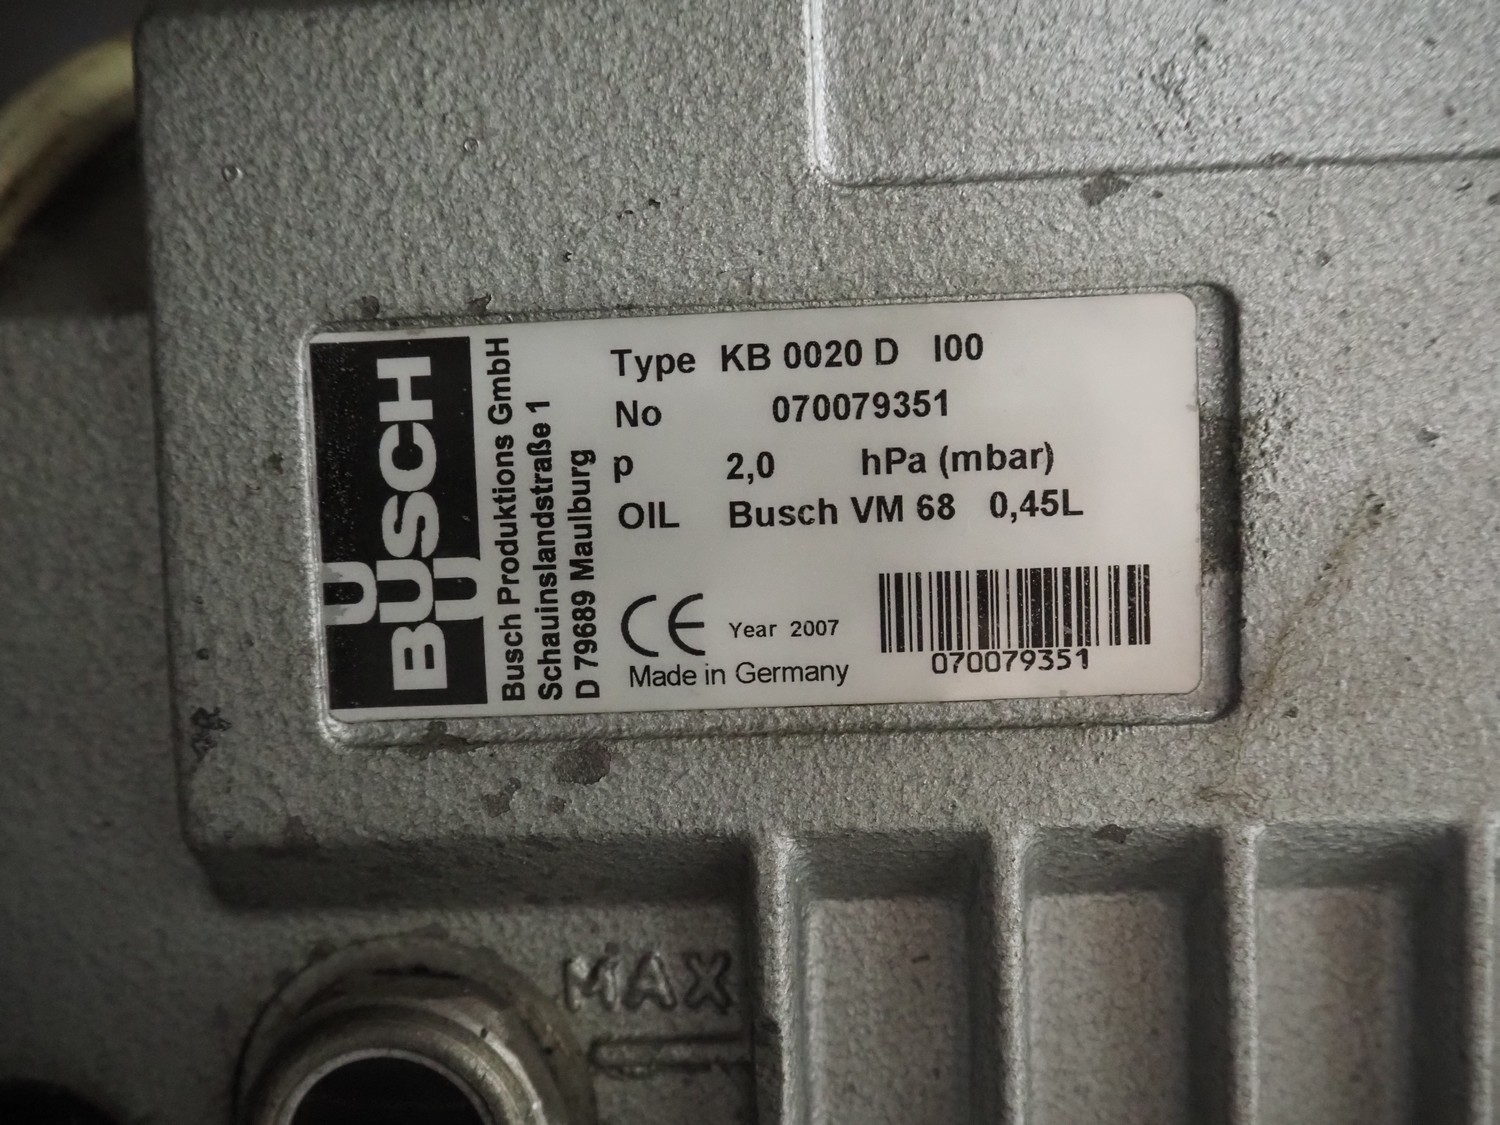 BUSCH
Busch Produktions GmbH
Schauinslandstraße 1
D 79689 Maulburg
Type KB 0020 D I00
No 070079351
p 2,0 hPa (mbar)
OIL Busch VM 68 0,45L
CE Year 2007
Made in Germany
070079351
MAX